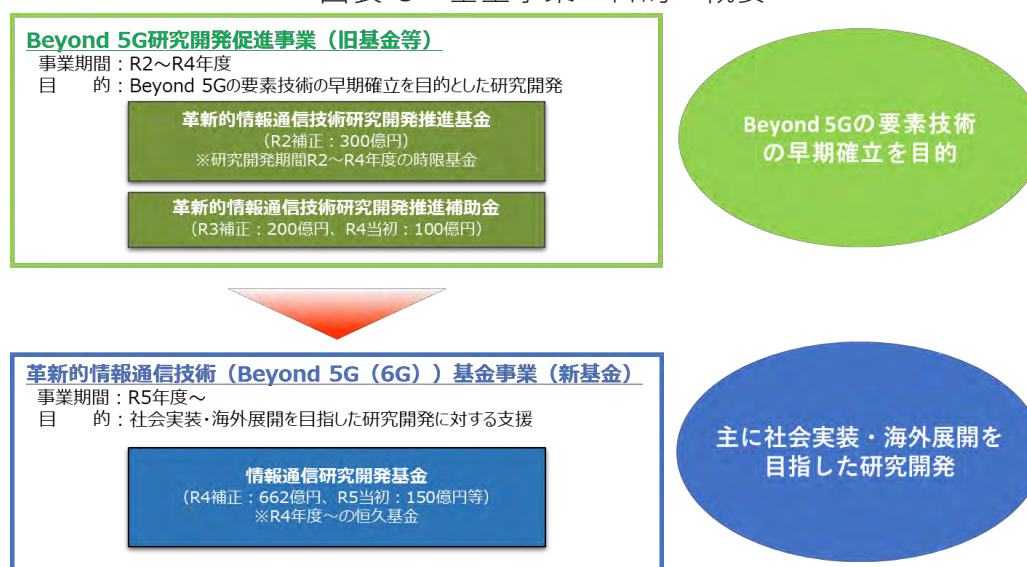 Beyond 5G研究開発促進事業（旧基金等）
事業期間：R2～R4年度
目　　的：Beyond 5Gの要素技術の早期確立を目的とした研究開発
革新的情報通信技術研究開発推進基金
（R2補正：300億円）
※研究開発期間R2～R4年度の時限基金
革新的情報通信技術研究開発推進補助金
（R3補正：200億円、R4当初：100億円）
Beyond 5Gの要素技術
の早期確立を目的
革新的情報通信技術（Beyond 5G（6G））基金事業（新基金）
事業期間：R5年度～
目　　的：社会実装・海外展開を目指した研究開発に対する支援
情報通信研究開発基金
（R4補正：662億円、R5当初：150億円等）
※R4年度～の恒久基金
主に社会実装・海外展開を
目指した研究開発